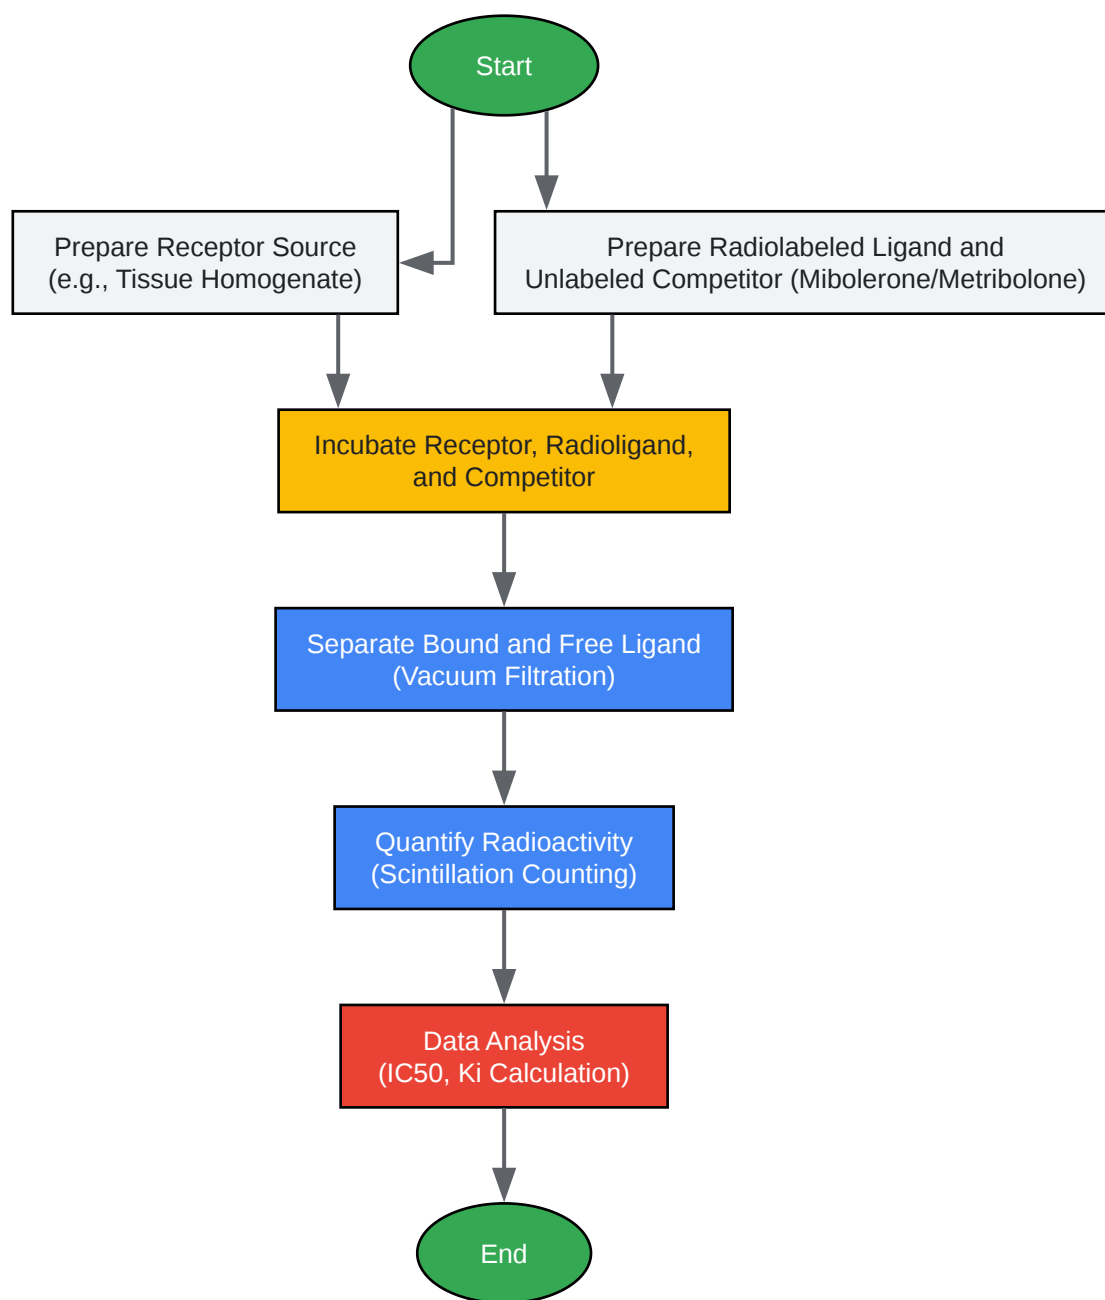 Start
Prepare Receptor Source
(e.g., Tissue Homogenate)
Prepare Radiolabeled Ligand and
Unlabeled Competitor (Mibolerone/Metribolone)
Incubate Receptor, Radioligand,
and Competitor
Separate Bound and Free Ligand
(Vacuum Filtration)
Quantify Radioactivity
(Scintillation Counting)
Data Analysis
(IC50, Ki Calculation)
End